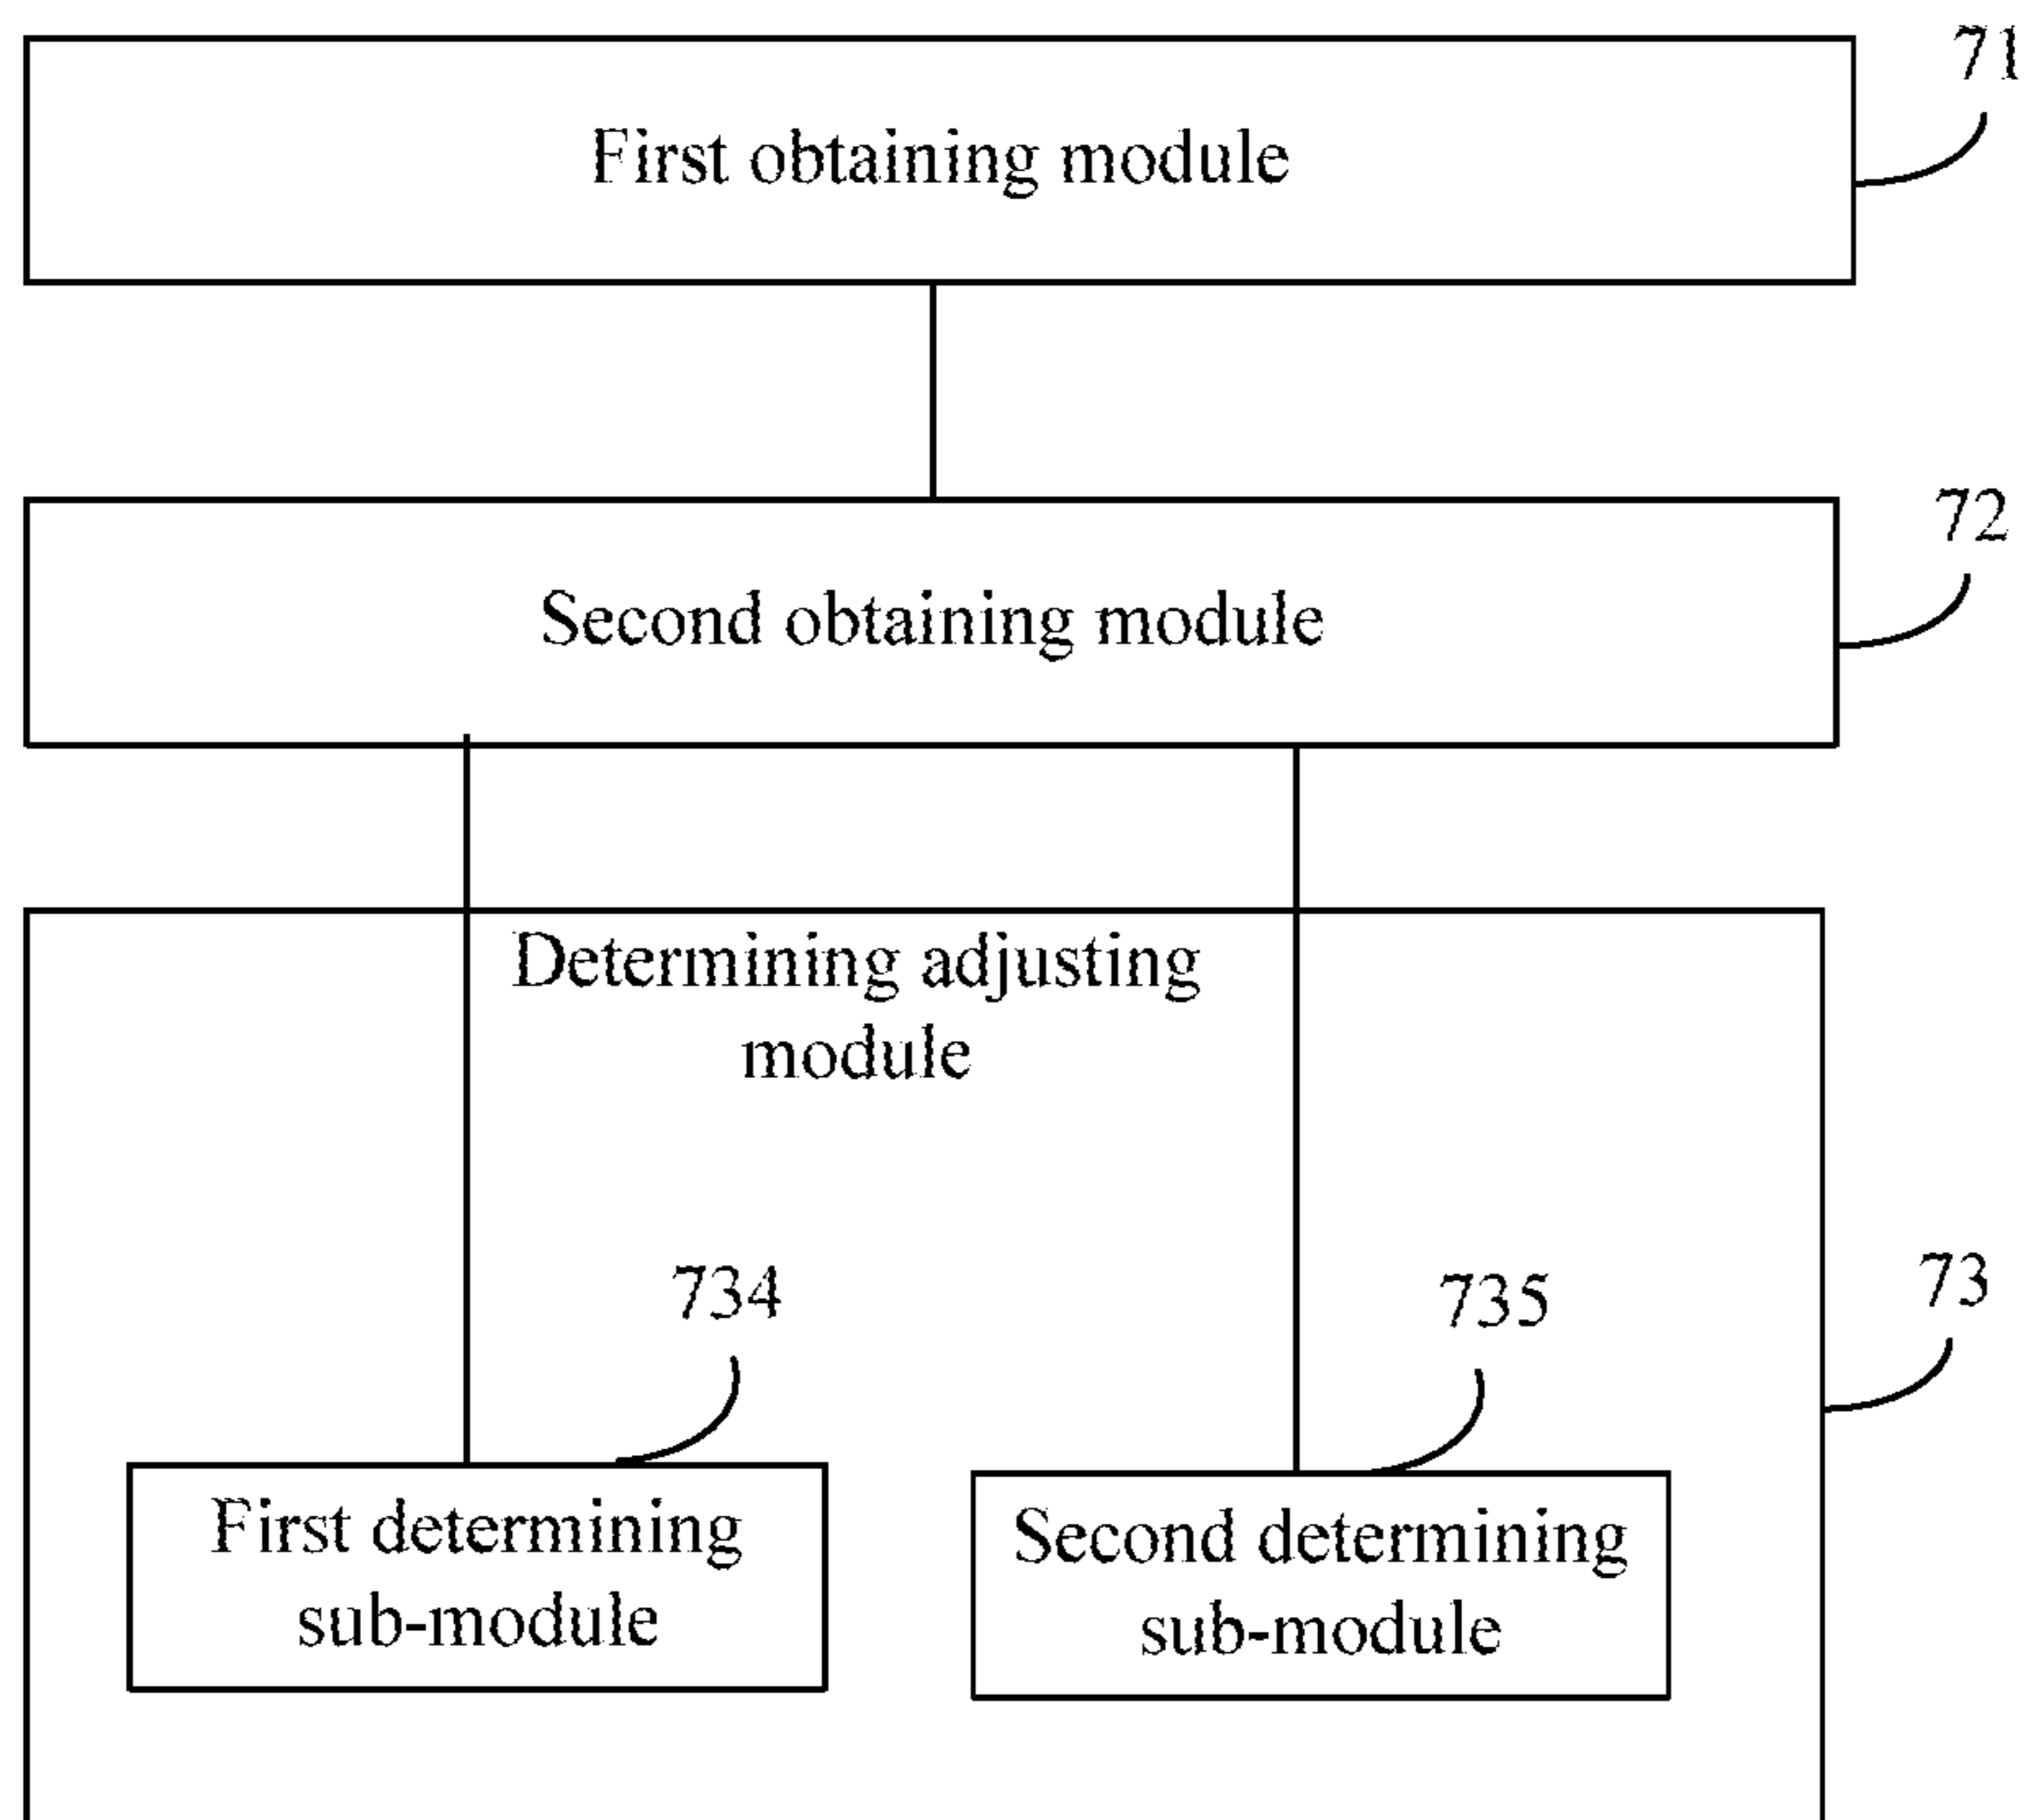 71
First obtaining module
72
Second obtaining module
Determining adjusting
module
73
734
735
First determining
sub-module
Second determining
sub-module